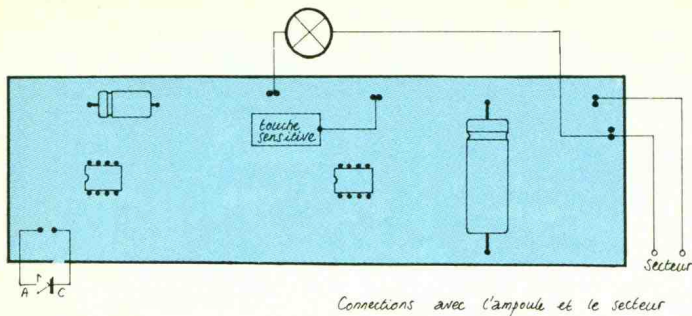 touche
sensitive
A
C
Secteur
Connections avec l'ampoule et le secteur